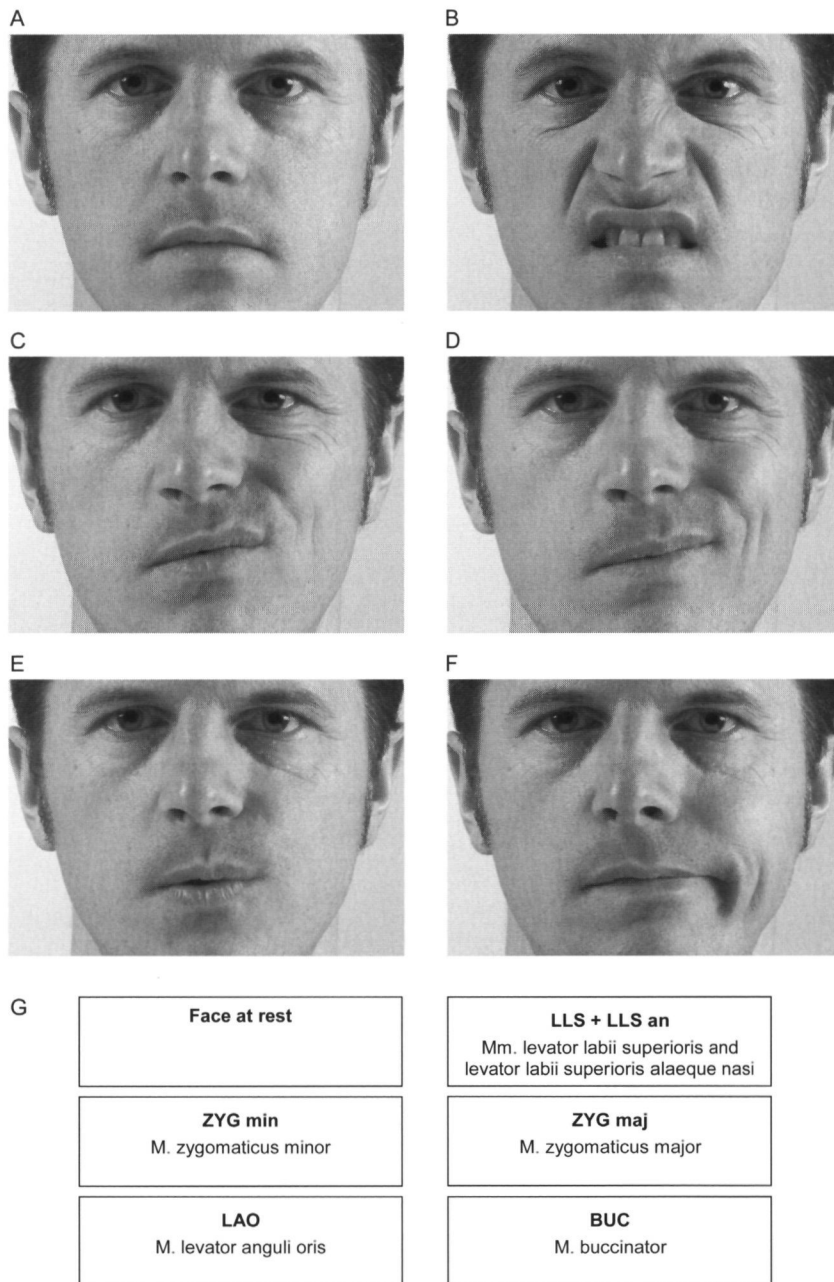 A
B
C
D
E
F
G
Face at rest
LLS + LLS an
Mm. levator labii superioris and
levator labii superioris alaeque nasi
ZYG min
M. zygomaticus minor
ZYG maj
M. zygomaticus major
LAO
M. levator anguli oris
BUC
M. buccinator